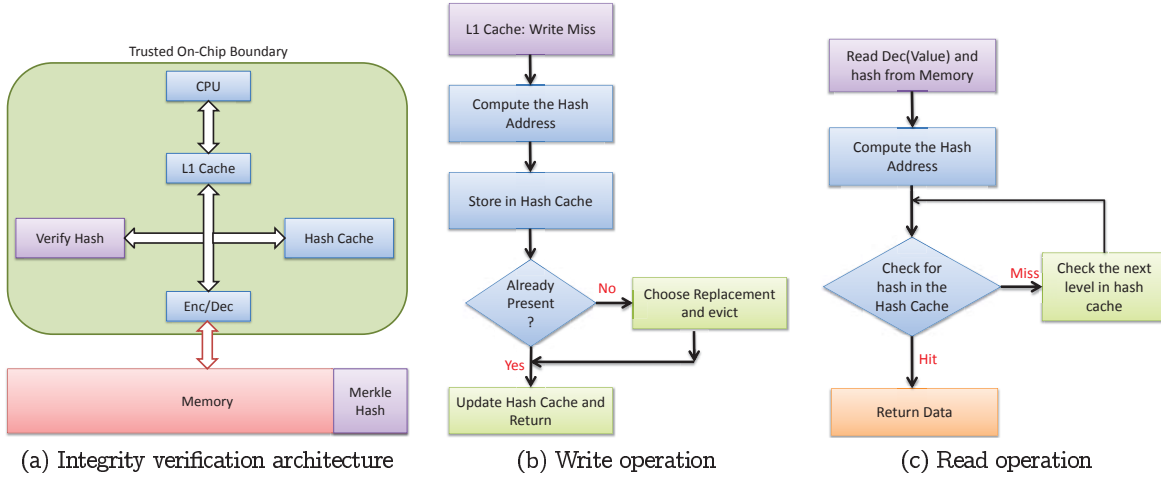 Trusted On-Chip Boundary
CPU
L1 Cache
Verify Hash
Hash Cache
Enc/Dec
Memory
Merkle
Hash
(a) Integrity verification architecture
L1 Cache: Write Miss
Compute the Hash
Address
Store in Hash Cache
Already
Present
?
No
Choose Replacement
and evict
Yes
Update Hash Cache and
Return
(b) Write operation
Read Dec(Value) and
hash from Memory
Compute the Hash
Address
Check for
hash in the
Hash Cache
Miss
Check the next
level in hash
cache
Hit
Return Data
(c) Read operation